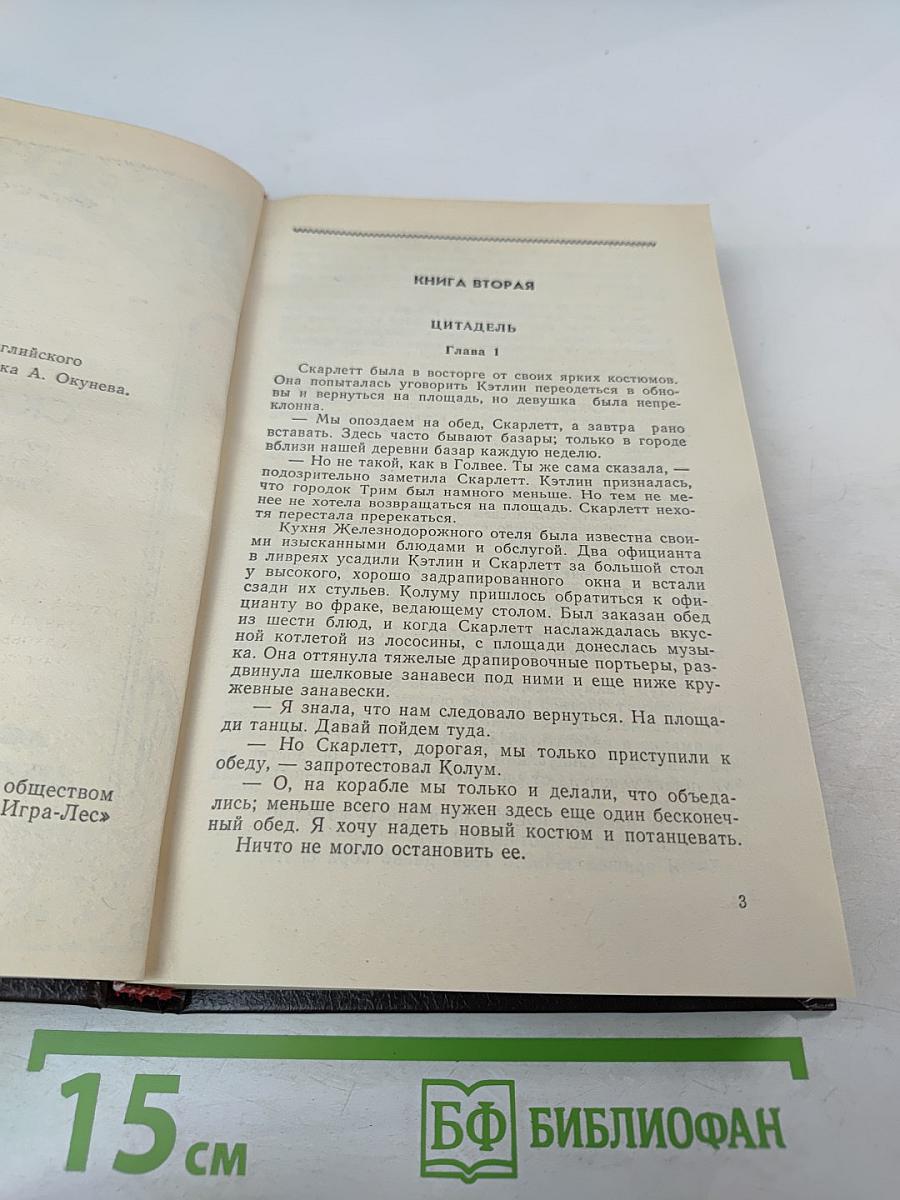 глийского
ка А. Окунева.
обществом
Игра-Лес»
КНИГА ВТОРАЯ
ЦИТАДЕЛЬ
Глава 1
Скарлетт была в восторге от своих ярких костюмов.
Она попыталась уговорить Кэтлин переодеться в обно-
вы и вернуться на площадь, но девушка была непре-
клонна.
— Мы опоздаем на обед, Скарлетт, а завтра рано
вставать. Здесь часто бывают базары; только в городе
вблизи нашей деревни базар каждую неделю.
— Но не такой, как в Голвее. Ты же сама сказала, —
подозрительно заметила Скарлетт. Кэтлин призналась,
что городок Трим был намного меньше. Но тем не ме-
нее не хотела возвращаться на площадь. Скарлетт нехо-
тя перестала пререкаться.
Кухня Железнодорожного отеля была известна свои-
ми изысканными блюдами и обслугой. Два официанта
в ливреях усадили Кэтлин и Скарлетт за большой стол
у высокого, хорошо задрапированного окна и встали
сзади их стульев. Колуму пришлось обратиться к офи-
цианту во фраке, ведающему столом. Был заказан обед
из шести блюд, и когда Скарлетт наслаждалась вкус-
ной котлетой из лососины, с площади донеслась музы-
ка. Она оттянула тяжелые драпировочные портьеры, раз-
двинула шелковые занавеси под ними и еще ниже кру-
жевные занавески.
— Я знала, что нам следовало вернуться. На площа-
ди танцы. Давай пойдем туда.
— Но Скарлетт, дорогая, мы только приступили к
обеду, — запротестовал Колум.
— О, на корабле мы только и делали, что объеда-
лись; меньше всего нам нужен здесь еще один бесконеч-
ный обед. Я хочу надеть новый костюм и потанцевать.
Ничто не могло остановить ее.
3
15 см
БФ БИБЛИОФАН